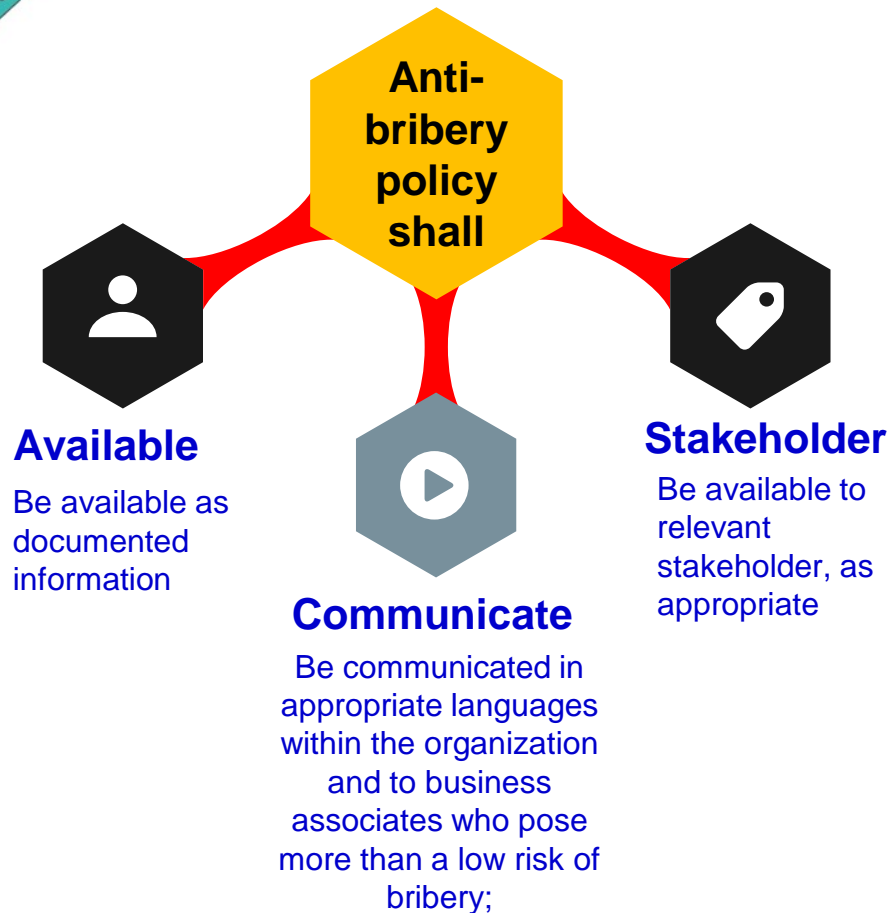 Anti-
bribery
policy
shall
Available
Be available as
documented
information
Communicate
Be communicated in
appropriate languages
within the organization
and to business
associates who pose
more than a low risk of
bribery;
Stakeholder
Be available to
relevant
stakeholder, as
appropriate